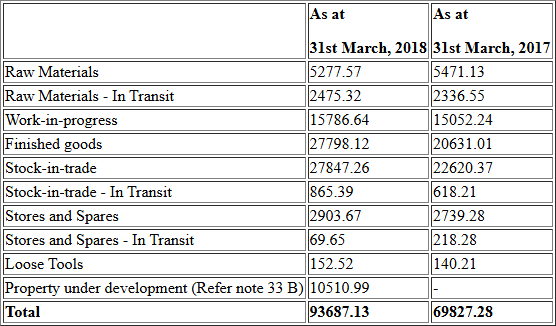 As at As at
31st March, 2018 31st March, 2017
Raw Materials 5277.57 5471.13
Raw Materials - In Transit 2475.32 2336.55
Work-in-progress 15786.64 15052.24
Finished goods 27798.12 20631.01
Stock-in-trade 27847.26 22620.37
Stock-in-trade - In Transit 865.39 618.21
Stores and Spares 2903.67 2739.28
Stores and Spares - In Transit 69.65 218.28
Loose Tools 152.52 140.21
Property under development (Refer note 33 B) 10510.99 -
Total 93687.13 69827.28